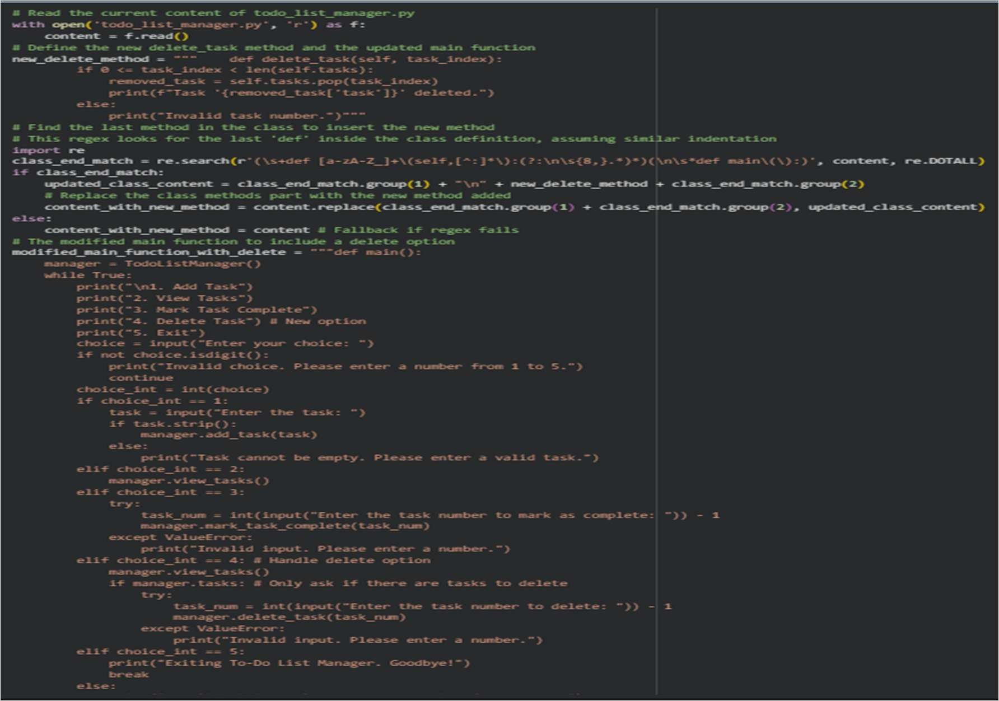 # Read the current content of todo_list_manager.py
with open('todo_list_manager.py', 'r') as f:
    content = f.read()
# Define the new delete_task method and the updated main function
new_delete_method = """    def delete_task(self, task_index):
        if 0 <= task_index < len(self.tasks):
            removed_task = self.tasks.pop(task_index)
            print(f"Task '{removed_task['task']}' deleted.")
        else:
            print("Invalid task number.")"""
# Find the last method in the class to insert the new method
# This regex looks for the last 'def' inside the class definition, assuming similar indentation
import re
class_end_match = re.search(r'(\s+def [a-zA-Z_]+\(self,[^:]*\):(?:\n\s{8,}.*)*)(\n\s*def main\(\):)', content, re.DOTALL)
if class_end_match:
    updated_class_content = class_end_match.group(1) + "\n" + new_delete_method + class_end_match.group(2)
    # Replace the class methods part with the new method added
    content_with_new_method = content.replace(class_end_match.group(1) + class_end_match.group(2), updated_class_content)
else:
    content_with_new_method = content # Fallback if regex fails
# The modified main function to include a delete option
modified_main_function_with_delete = """def main():
    manager = TodoListManager()
    while True:
        print("\n1. Add Task")
        print("2. View Tasks")
        print("3. Mark Task Complete")
        print("4. Delete Task") # New option
        print("5. Exit")
        choice = input("Enter your choice: ")
        if not choice.isdigit():
            print("Invalid choice. Please enter a number from 1 to 5.")
            continue
        choice_int = int(choice)
        if choice_int == 1:
            task = input("Enter the task: ")
            if task.strip():
                manager.add_task(task)
            else:
                print("Task cannot be empty. Please enter a valid task.")
        elif choice_int == 2:
            manager.view_tasks()
        elif choice_int == 3:
            try:
                task_num = int(input("Enter the task number to mark as complete: ")) - 1
                manager.mark_task_complete(task_num)
            except ValueError:
                print("Invalid input. Please enter a number.")
        elif choice_int == 4: # Handle delete option
            manager.view_tasks()
            if manager.tasks: # Only ask if there are tasks to delete
                try:
                    task_num = int(input("Enter the task number to delete: ")) - 1
                    manager.delete_task(task_num)
                except ValueError:
                    print("Invalid input. Please enter a number.")
        elif choice_int == 5:
            print("Exiting To-Do List Manager. Goodbye!")
            break
        else: